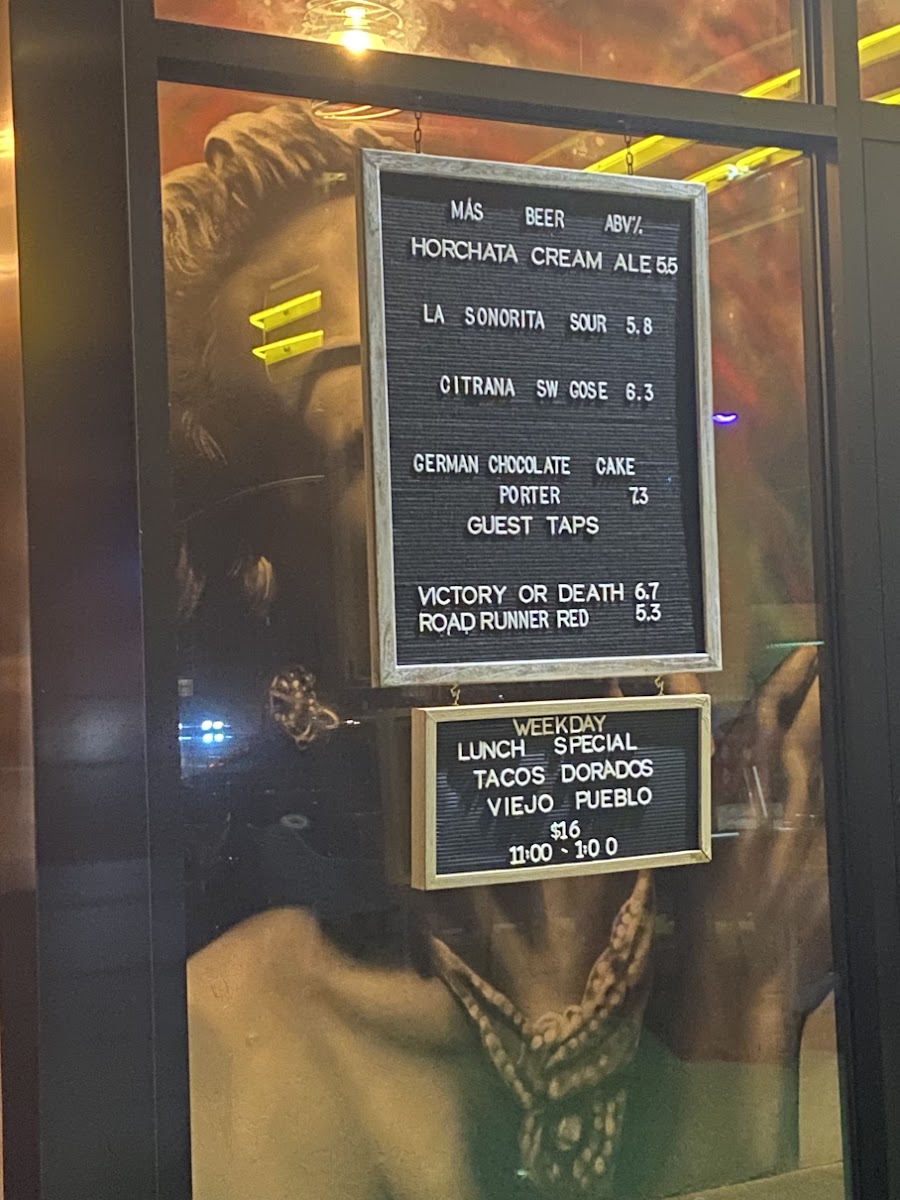 MÁS BEER ABV%
HORCHATA CREAM ALE 5.5
LA SONORITA SOUR 5.8
CITRANA SW GOSE 6.3
GERMAN CHOCOLATE CAKE
PORTER 7.3
GUEST TAPS
VICTORY OR DEATH 6.7
ROAD RUNNER RED 5.3
WEEKDAY
LUNCH SPECIAL
TACOS DORADOS
VIEJO PUEBLO
$16
11:00 - 1:00